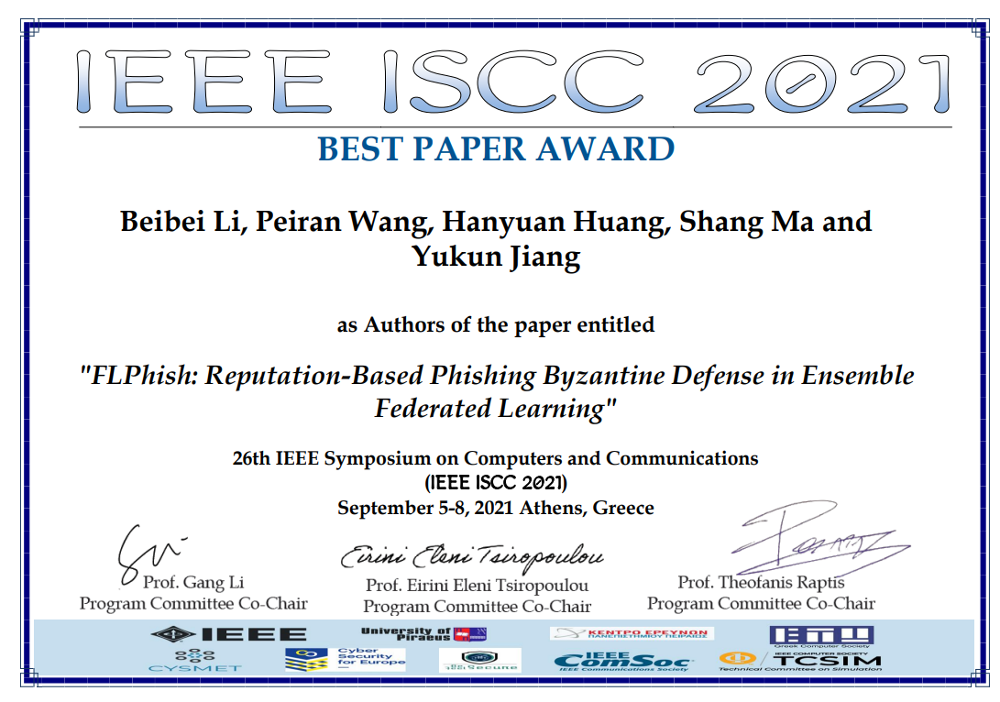 IEEE ISCC 2021
BEST PAPER AWARD
Beibei Li, Peiran Wang, Hanyuan Huang, Shang Ma and
Yukun Jiang
as Authors of the paper entitled
"FLPhish: Reputation-Based Phishing Byzantine Defense in Ensemble
Federated Learning"
26th IEEE Symposium on Computers and Communications
(IEEE ISCC 2021)
September 5-8, 2021 Athens, Greece
Eirini Eleni Tsiropoulou
Prof. Gang Li
Program Committee Co-Chair
Prof. Eirini Eleni Tsiropoulou
Program Committee Co-Chair
Prof. Theofanis Raptis
Program Committee Co-Chair
IEEE
University of
Piraeus
ΚΕΝΤΡΟ ΕΡΕΥΝΩΝ
ΠΑΝΕΠΙΣΤΗΜΙΟΥ ΠΕΙΡΑΙΩΣ
Greek Computer Society
CYSMET
Cyber
Security
for Europe
IEEE
ComSoc
IEEE Communications Society
IEEE COMPUTER SOCIETY
TCSIM
Technical Committee on Simulation